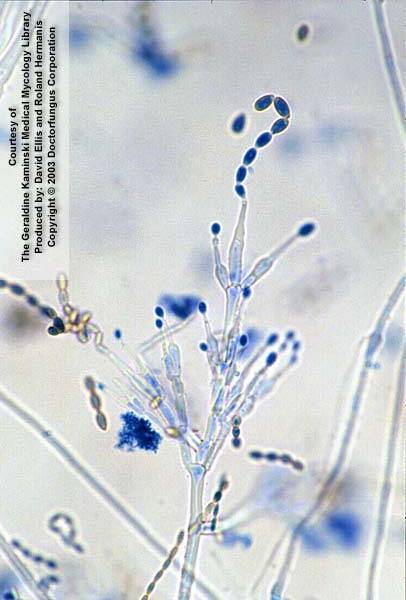 Courtesy of
The Geraldine Kaminski Medical Mycology Library
Produced by: David Ellis and Roland Hermanis
Copyright © 2003 Doctorfungus Corporation